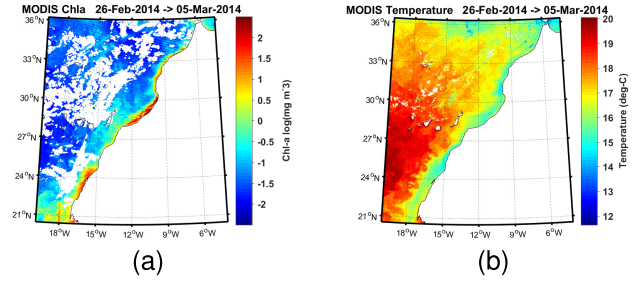 MODIS Chla 26-Feb-2014 -> 05-Mar-2014
36°N
33°N
30°N
27°N
24°N
21°N
18°W 15°W 12°W 9°W 6°W
2
1.5
1
0.5
0
-0.5
-1
-1.5
-2
Chl-a log(mg m⁻3)
(a)
MODIS Temperature 26-Feb-2014 -> 05-Mar-2014
36°N
33°N
30°N
27°N
24°N
21°N
18°W 15°W 12°W 9°W 6°W
20
19
18
17
16
15
14
13
12
Temperature (deg-C)
(b)